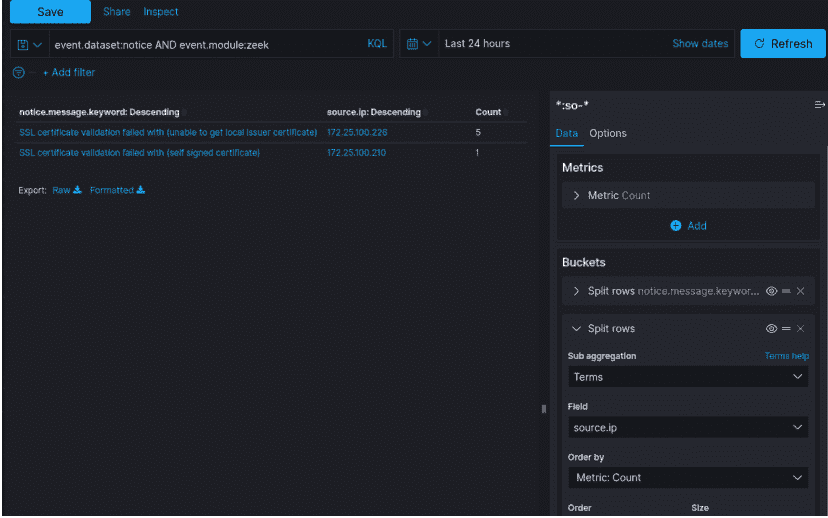 Save Share Inspect
event.dataset:notice AND event.module:zeek KQL Last 24 hours Show dates Refresh
+ Add filter
notice.message.keyword: Descending source.ip: Descending Count
SSL certificate validation failed with (unable to get local issuer certificate) 172.25.100.226 5
SSL certificate validation failed with (self signed certificate) 172.25.100.210 1
Export: Raw Formatted
*:so-*
Data Options
Metrics
Metric Count
Add
Buckets
Split rows notice.message.keywor...
Split rows
Sub aggregation Terms help
Terms
Field
source.ip
Order by
Metric: Count
Order Size